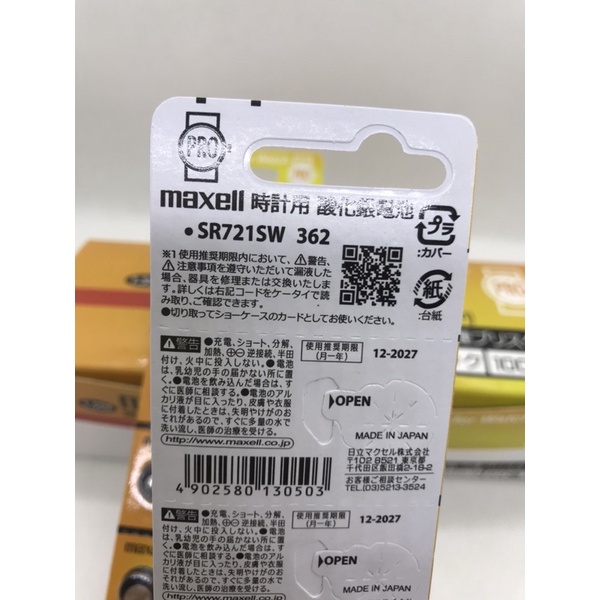 PRO
maxell 時計用 酸化銀電池
●SR721SW 362
※1 使用推奨期限内において、⚠警告、
⚠注意事項を遵守いただいて漏液した
場合、器具を修理または交換いたしま
す。詳しくは右記コードをケータイで読
み取り、ご確認できます。
●切り取ってショーケースのカードとしてお使いください。
プラ
:カバー
紙
:台紙
⚠警告 ●充電、ショート、分解、
加熱、⊕⊖逆接続、半田
付け、火中に投入しない。●電池
は、乳幼児の手の届かない所に置
く。●電池を飲み込んだ場合は、す
ぐに医師に相談する。●電池のアル
カリ液が目に入ったり、皮膚や衣服
に付着したときは、失明やけがのお
それがあるので、すぐに多量の水で
洗い流し、医師の治療を受ける。
http://www.maxell.co.jp
4 902580 130503
使用推奨期限
(月ー年)
12-2027
OPEN
MADE IN JAPAN
日立マクセル株式会社
〒102-8521 東京都
千代田区飯田橋2-18-2
お客様ご相談センター
TEL.(03)5213-3524
⚠警告 ●充電、ショート、分解、
加熱、⊕⊖逆接続、半田
付け、火中に投入しない。●電池
は、乳幼児の手の届かない所に置
く。●電池を飲み込んだ場合は、す
ぐに医師に相談する。●電池のアル
カリ液が目に入ったり、皮膚や衣服
に付着したときは、失明やけがのお
それがあるので、すぐに多量の水で
洗い流し、医師の治療を受ける。
使用推奨期限
(月ー年)
12-2027
OPEN